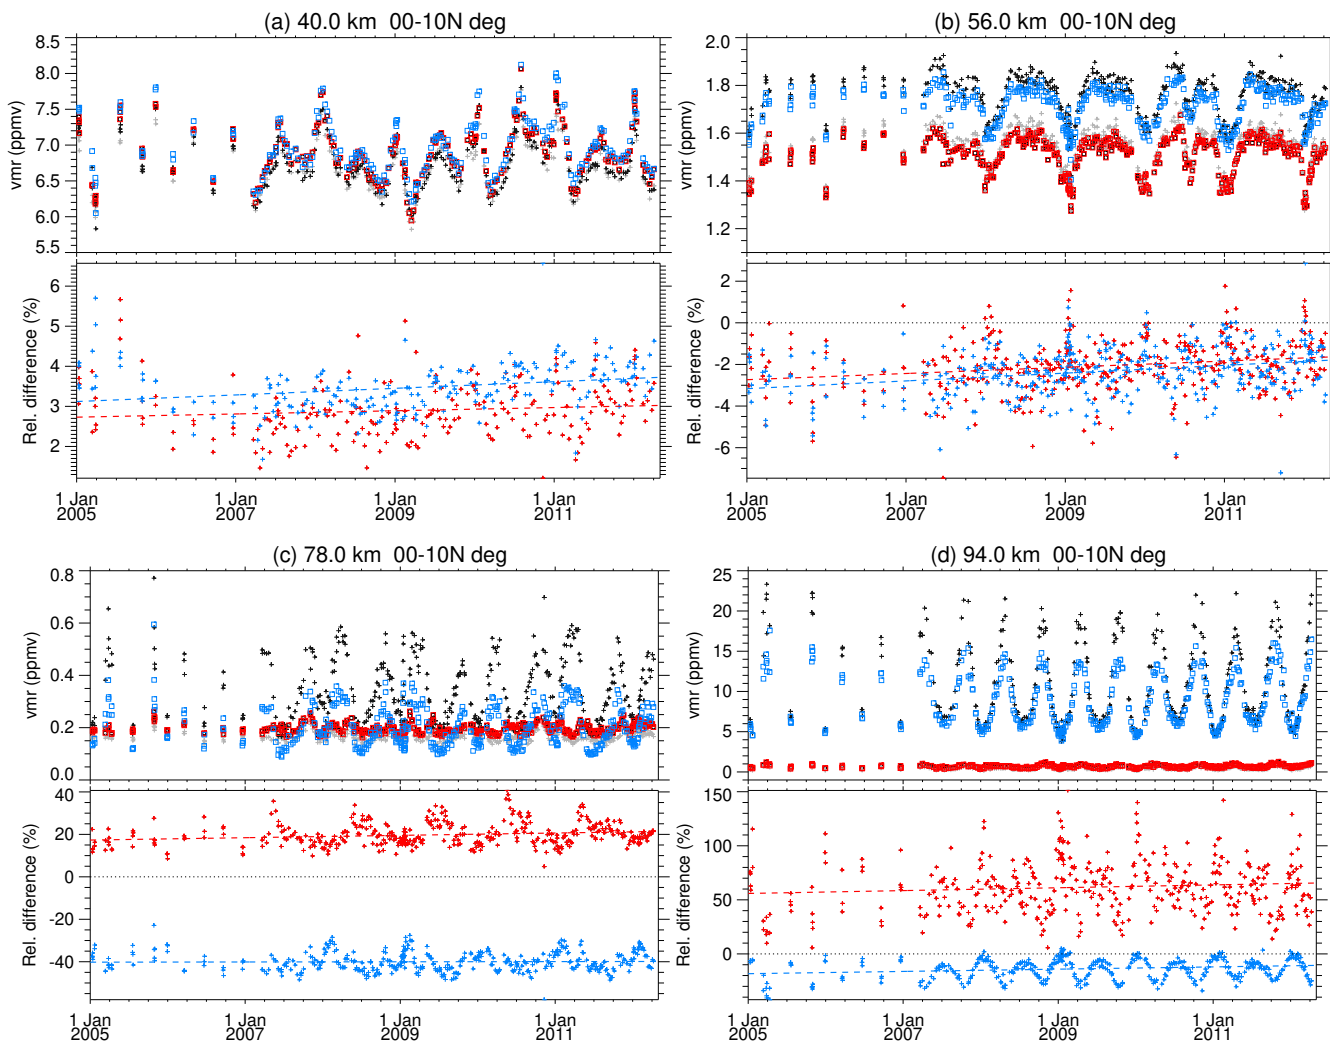 (a) 40.0 km 00-10N deg
8.5
8.0
7.5
7.0
6.5
6.0
5.5
vmr (ppmv)
6
5
4
3
2
Rel. difference (%)
1 Jan 1 Jan 1 Jan 1 Jan
2005 2007 2009 2011
(b) 56.0 km 00-10N deg
2.0
1.8
1.6
1.4
1.2
vmr (ppmv)
2
0
-2
-4
-6
Rel. difference (%)
1 Jan 1 Jan 1 Jan 1 Jan
2005 2007 2009 2011
(c) 78.0 km 00-10N deg
0.8
0.6
0.4
0.2
0.0
vmr (ppmv)
40
20
0
-20
-40
Rel. difference (%)
1 Jan 1 Jan 1 Jan 1 Jan
2005 2007 2009 2011
(d) 94.0 km 00-10N deg
25
20
15
10
5
0
vmr (ppmv)
150
100
50
0
Rel. difference (%)
1 Jan 1 Jan 1 Jan 1 Jan
2005 2007 2009 2011